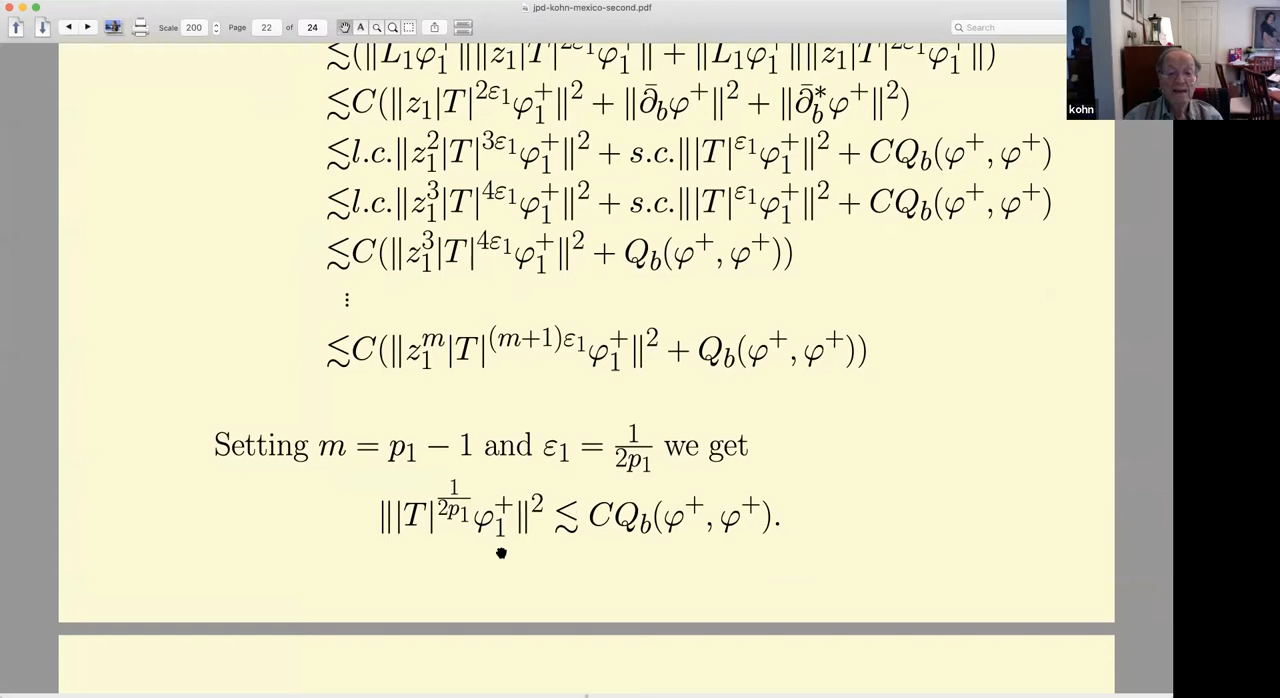 jpd-kohn-mexico-second.pdf
Scale 200 Page 22 of 24 Search
kohn
≲(‖L₁φ₁⁺‖‖z₁|T|^{2ε₁}φ₁⁺‖ + ‖L̄₁φ₁⁺‖‖z₁|T|^{2ε₁}φ₁⁺‖)
≲C(‖z₁|T|^{2ε₁}φ₁⁺‖² + ‖∂̄_bφ⁺‖² + ‖∂̄_b^*φ⁺‖²)
≲l.c.‖z₁²|T|^{3ε₁}φ₁⁺‖² + s.c.‖|T|^{ε₁}φ₁⁺‖² + CQ_b(φ⁺, φ⁺)
≲l.c.‖z₁³|T|^{4ε₁}φ₁⁺‖² + s.c.‖|T|^{ε₁}φ₁⁺‖² + CQ_b(φ⁺, φ⁺)
≲C(‖z₁³|T|^{4ε₁}φ₁⁺‖² + Q_b(φ⁺, φ⁺))
⋮
≲C(‖z₁^m|T|^{(m+1)ε₁}φ₁⁺‖² + Q_b(φ⁺, φ⁺))
Setting m = p₁ − 1 and ε₁ = 1/(2p₁) we get
‖|T|^{1/(2p₁)}φ₁⁺‖² ≲ CQ_b(φ⁺, φ⁺).